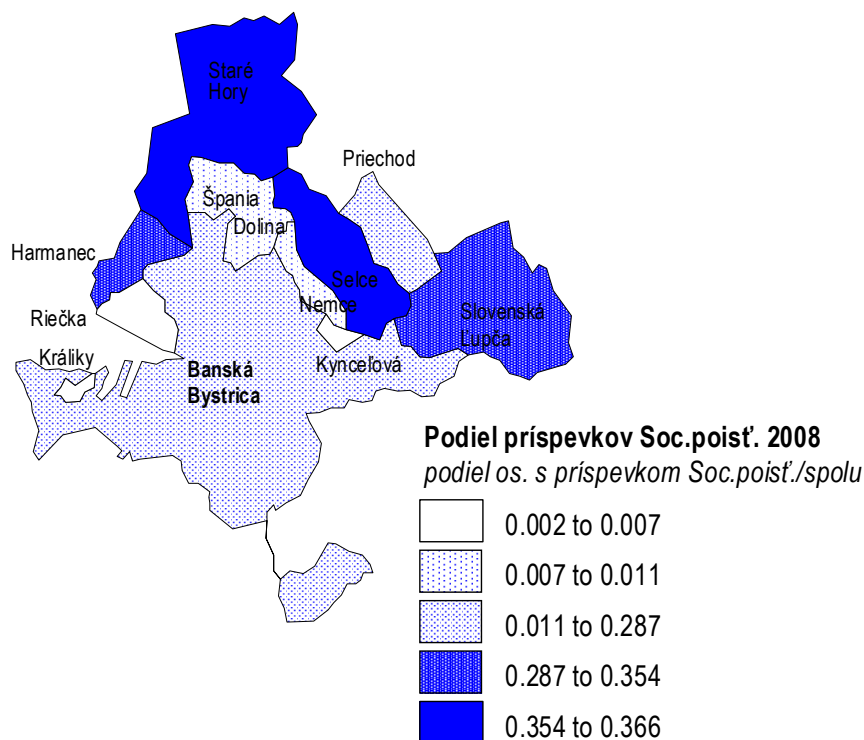 Staré
Hory
Priechod
Špania
Dolina
Harmanec
Selce
Nemce
Slovenská
Ľupča
Riečka
Králiky
Kynceľová
Banská
Bystrica
Podiel príspevkov Soc.poisť. 2008
podiel os. s príspevkom Soc.poisť./spolu
0.002 to 0.007
0.007 to 0.011
0.011 to 0.287
0.287 to 0.354
0.354 to 0.366